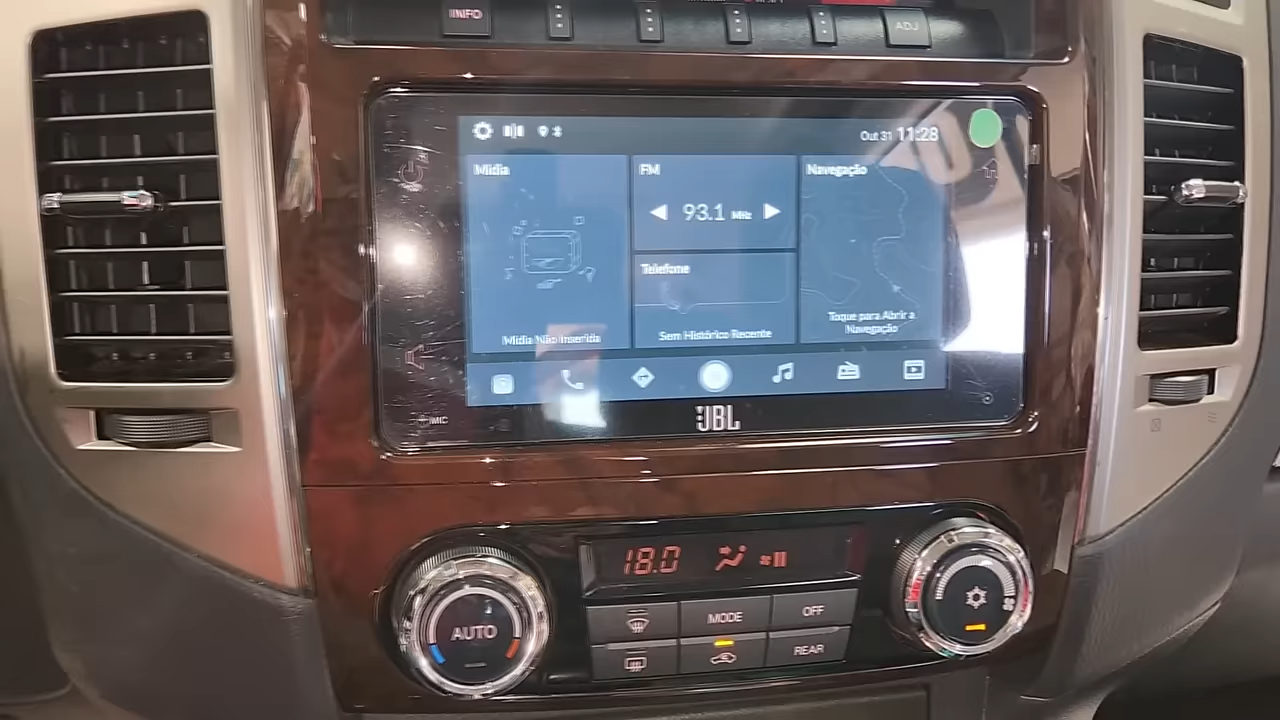 INFO
ADJ
Out 31 11:28
Mídia
FM
Navegação
93.1 MHz
Telefone
Toque para Abrir a
Navegação
Mídia Não Inserida
Sem Histórico Recente
MIC
JBL
18.0
AUTO
MODE
OFF
REAR